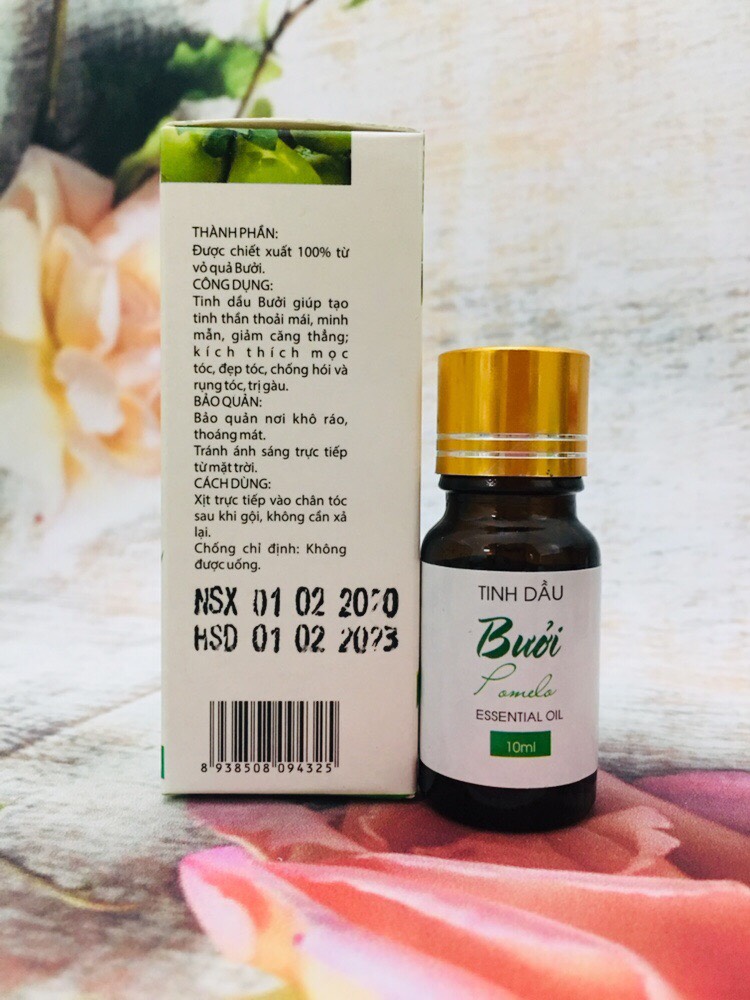 THÀNH PHẦN:
Được chiết xuất 100% từ
vỏ quả Bưởi.
CÔNG DỤNG:
Tinh dầu Bưởi giúp tạo
tinh thần thoải mái, minh
mẫn, giảm căng thẳng;
kích thích mọc
tóc, đẹp tóc, chống hói và
rụng tóc, trị gàu.
BẢO QUẢN:
Bảo quản nơi khô ráo,
thoáng mát.
Tránh ánh sáng trực tiếp
từ mặt trời.
CÁCH DÙNG:
Xịt trực tiếp vào chân tóc
sau khi gội, không cần xả
lại.
Chống chỉ định: Không
được uống.
NSX 01 02 2020
HSD 01 02 2023
8 938508 094325
TINH DẦU
Bưởi
Pomelo
ESSENTIAL OIL
10ml